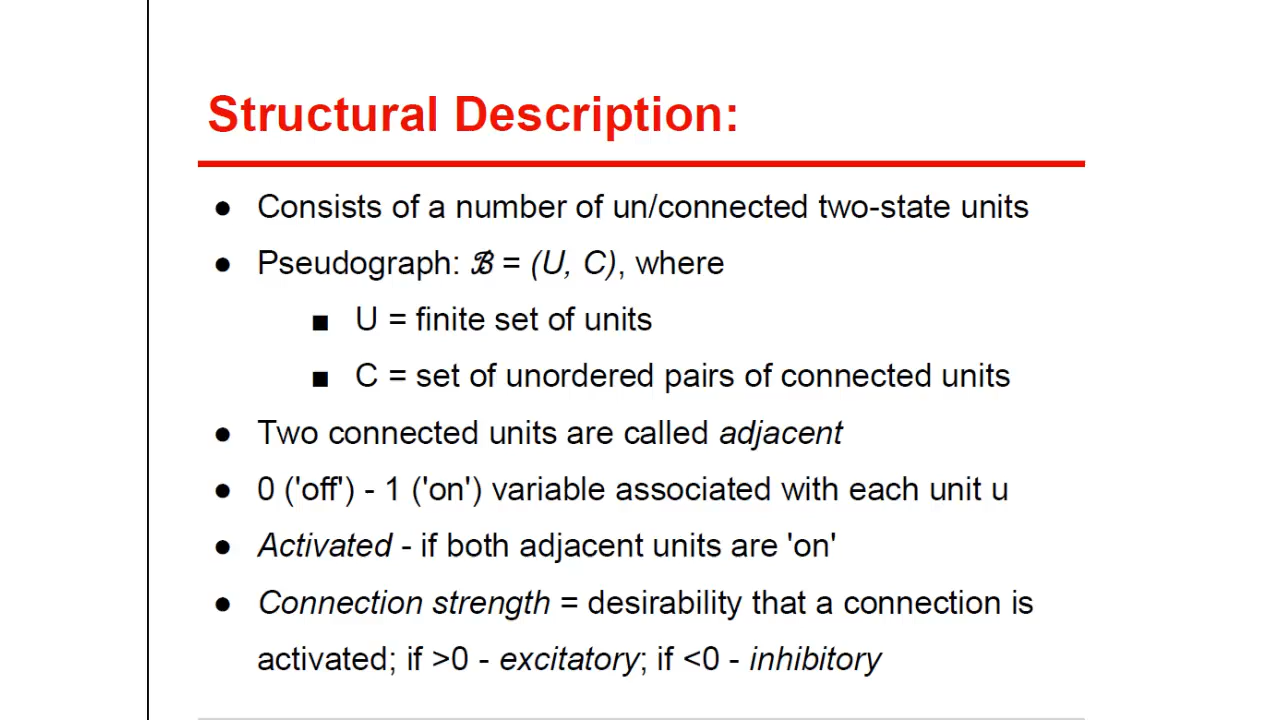 Structural Description:
● Consists of a number of un/connected two-state units
● Pseudograph: ℬ = (U, C), where
■ U = finite set of units
■ C = set of unordered pairs of connected units
● Two connected units are called adjacent
● 0 ('off') - 1 ('on') variable associated with each unit u
● Activated - if both adjacent units are 'on'
● Connection strength = desirability that a connection is
activated; if >0 - excitatory; if <0 - inhibitory